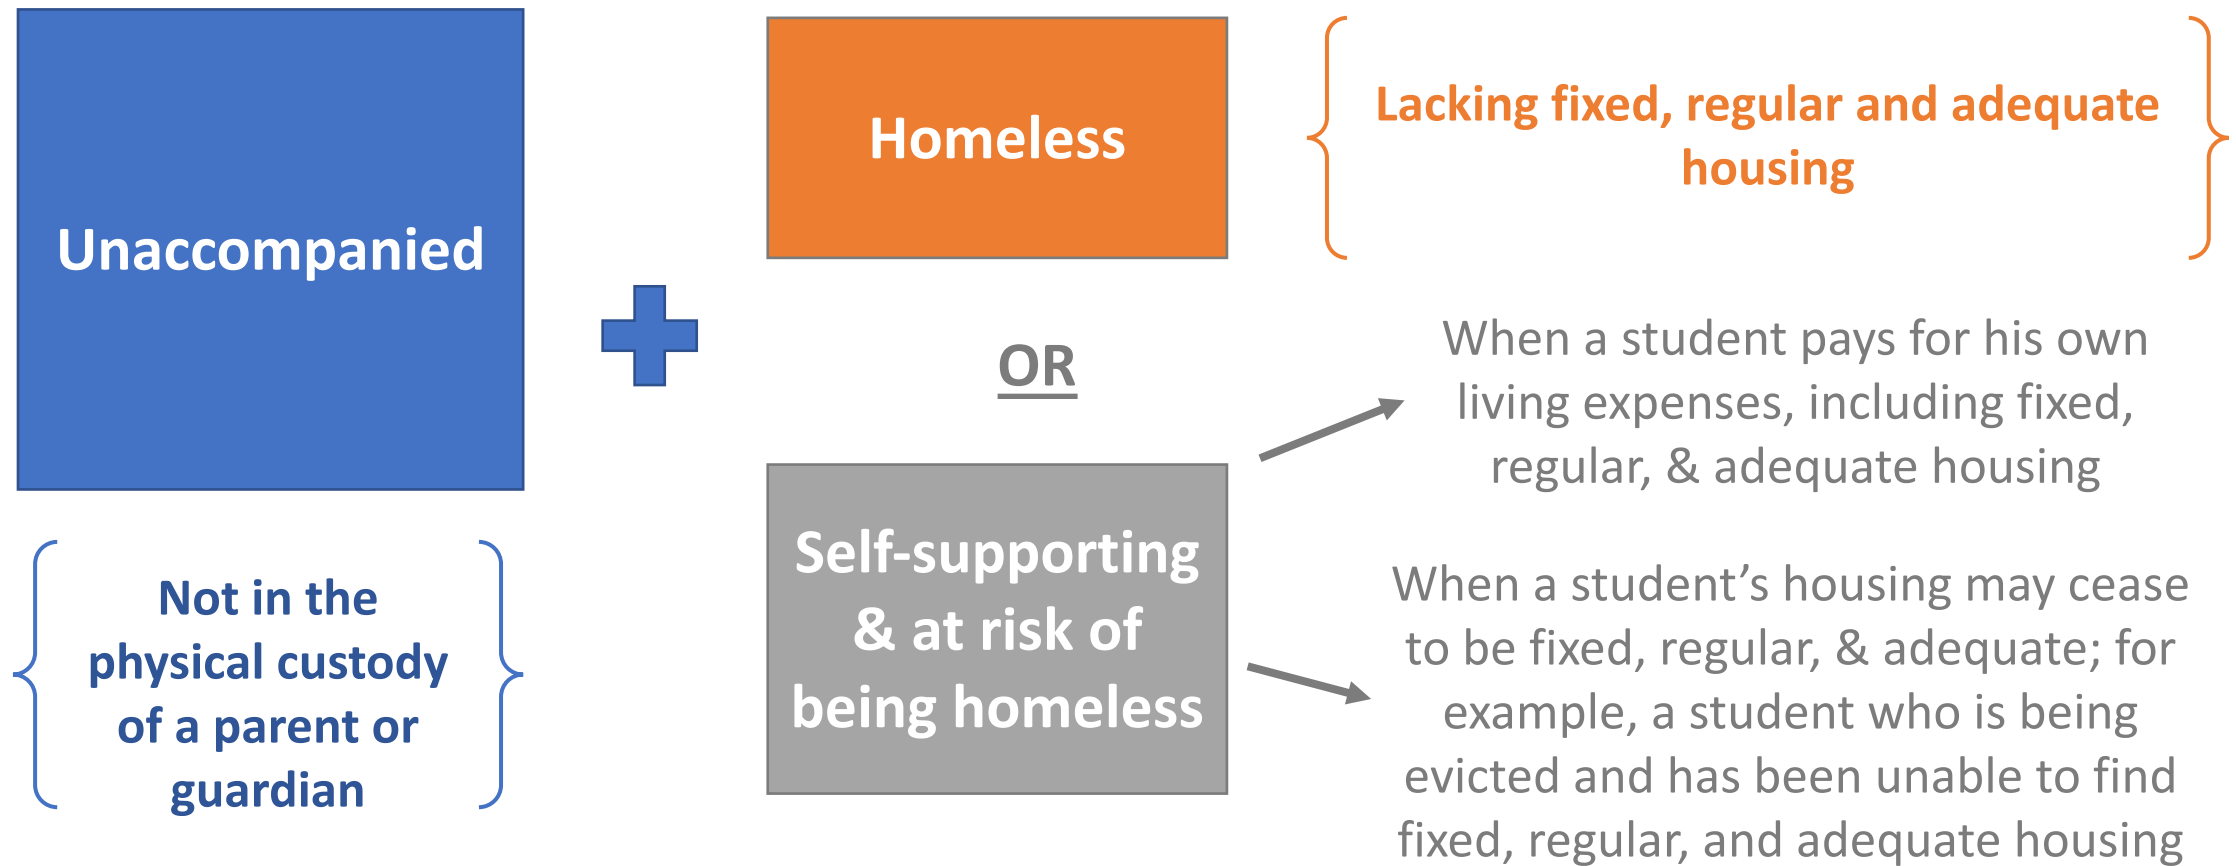 Unaccompanied
Not in the
physical custody
of a parent or
guardian
Homeless
Lacking fixed, regular and adequate
housing
OR
Self-supporting
& at risk of
being homeless
When a student pays for his own
living expenses, including fixed,
regular, & adequate housing
When a student’s housing may cease
to be fixed, regular, & adequate; for
example, a student who is being
evicted and has been unable to find
fixed, regular, and adequate housing